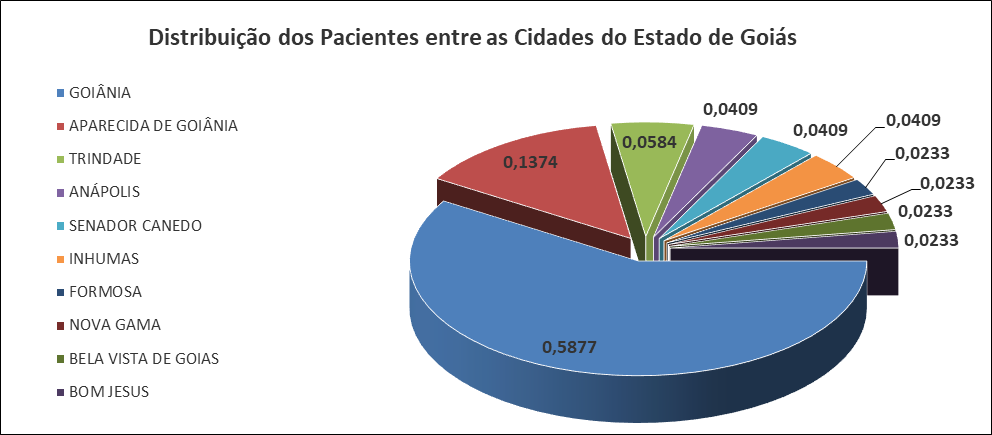 Distribuição dos Pacientes entre as Cidades do Estado de Goiás
GOIÂNIA
APARECIDA DE GOIÂNIA
TRINDADE
ANÁPOLIS
SENADOR CANEDO
INHUMAS
FORMOSA
NOVA GAMA
BELA VISTA DE GOIAS
BOM JESUS
0,5877
0,1374
0,0584
0,0409
0,0409
0,0409
0,0233
0,0233
0,0233
0,0233